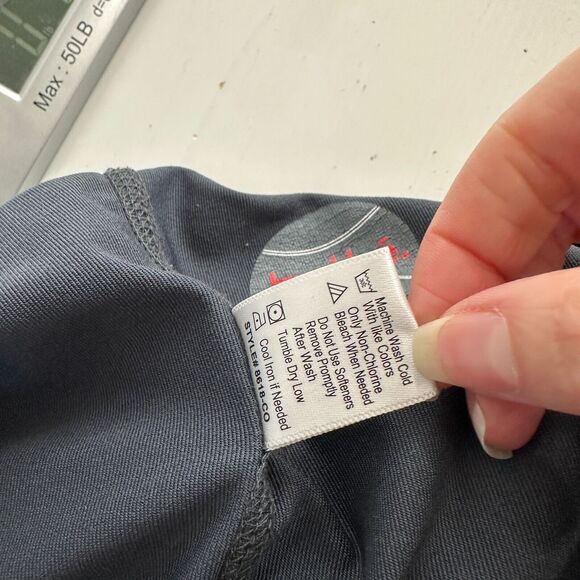 Max: 50LB d=
Machine Wash Cold
With like Colors
Only Non-Chlorine
Bleach When Needed
Do Not Use Softeners
Remove Promptly
After Wash
Tumble Dry Low
Cool Iron if Needed
STYLE# 8618-CO